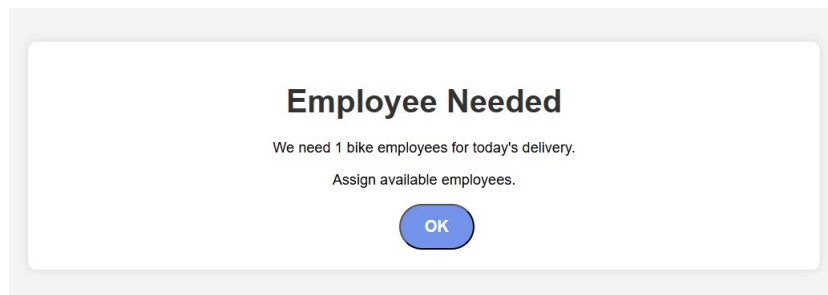 Employee Needed
We need 1 bike employees for today's delivery.
Assign available employees.
OK